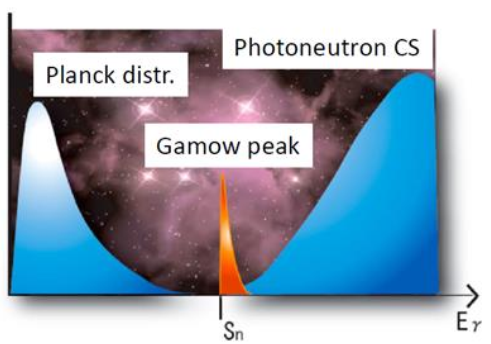 Photoneutron CS
Planck distr.
Gamow peak
Sn
Eγ